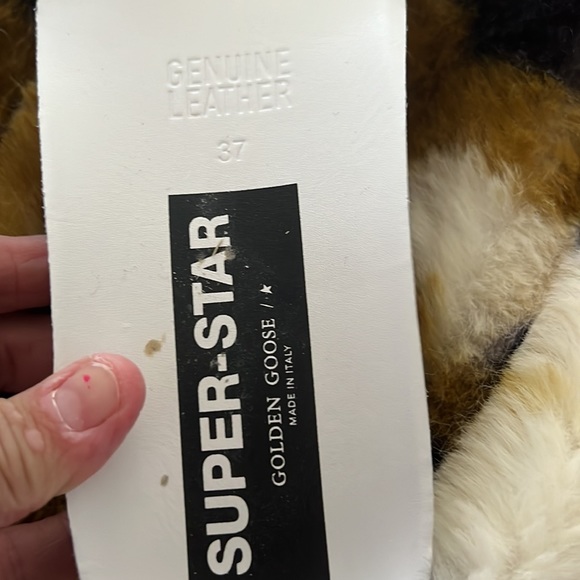 GENUINE
LEATHER
37
SUPER-STAR
GOLDEN GOOSE / ★
MADE IN ITALY